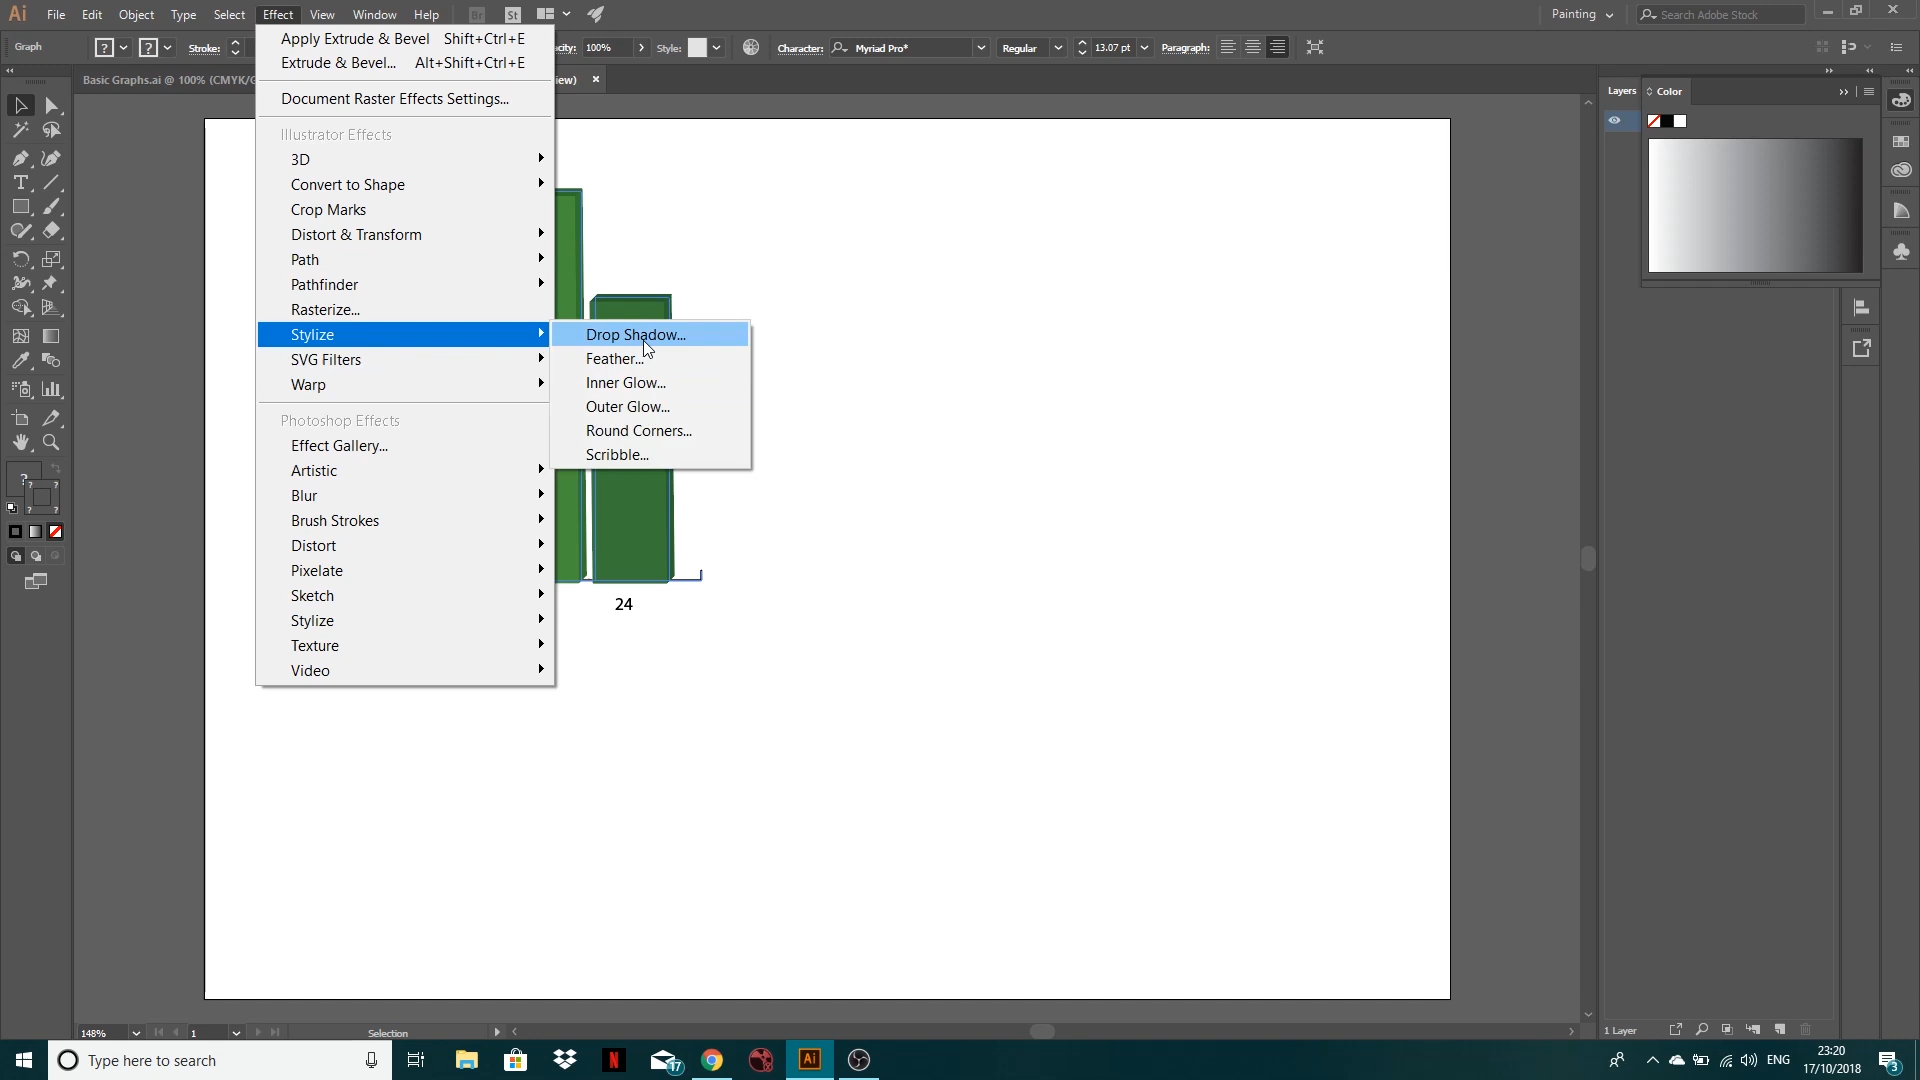 Ai File Edit Object Type Select Effect View Window Help Br St Painting Search Adobe Stock
Graph ? ? Stroke: 100% Style: Character: Myriad Pro* Regular 13.07 pt Paragraph:
Basic Graphs.ai @ 100% (CMYK/G
Apply Extrude & Bevel Shift+Ctrl+E
Extrude & Bevel... Alt+Shift+Ctrl+E
Document Raster Effects Settings...
Illustrator Effects
3D
Convert to Shape
Crop Marks
Distort & Transform
Path
Pathfinder
Rasterize...
Stylize
SVG Filters
Warp
Photoshop Effects
Effect Gallery...
Artistic
Blur
Brush Strokes
Distort
Pixelate
Sketch
Stylize
Texture
Video
Drop Shadow...
Feather...
Inner Glow...
Outer Glow...
Round Corners...
Scribble...
24
Layers Color
148% 1 Selection
1 Layer
Type here to search
17
N
Ai
ENG
23:20
17/10/2018
3